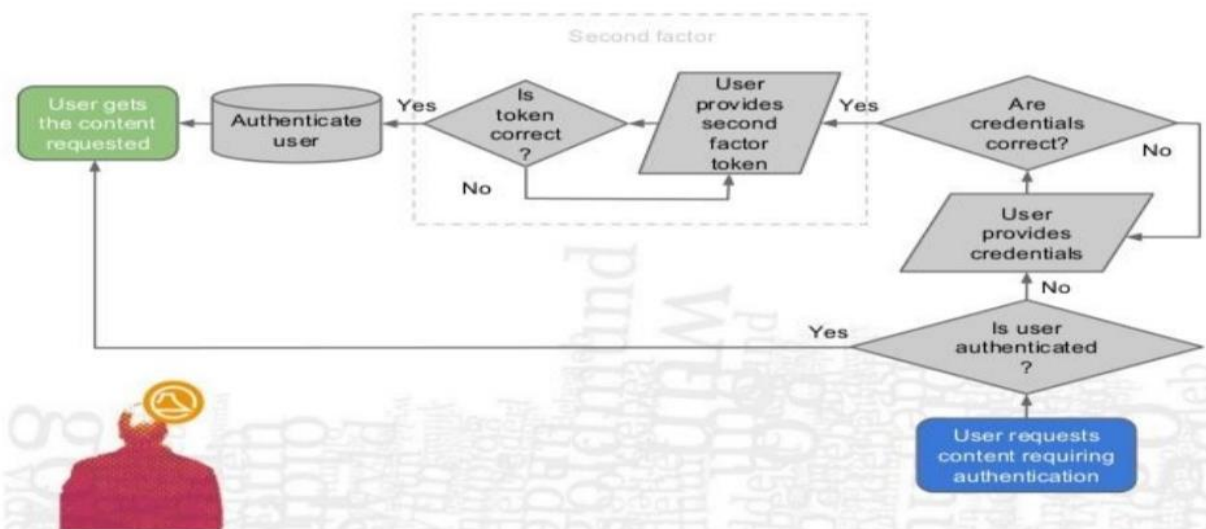 Second factor
User gets
the content
requested
Authenticate
user
Yes
Is
token
correct
?
No
User
provides
second
factor
token
Yes
Are
credentials
correct?
No
User
provides
credentials
No
Yes
Is user
authenticated
?
User requests
content requiring
authentication